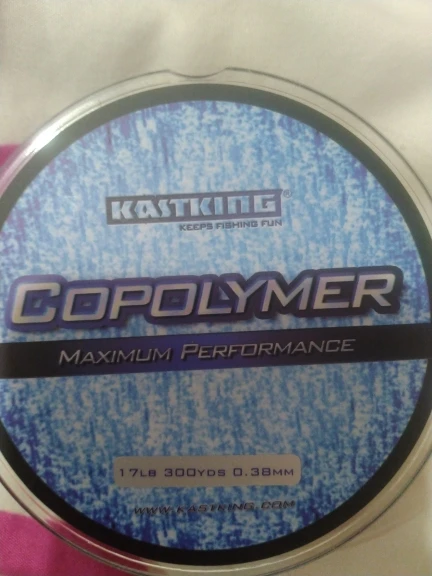 KASTKING®
KEEPS FISHING FUN
COPOLYMER
MAXIMUM PERFORMANCE
17LB 300YDS 0.38MM
WWW.KASTKING.COM